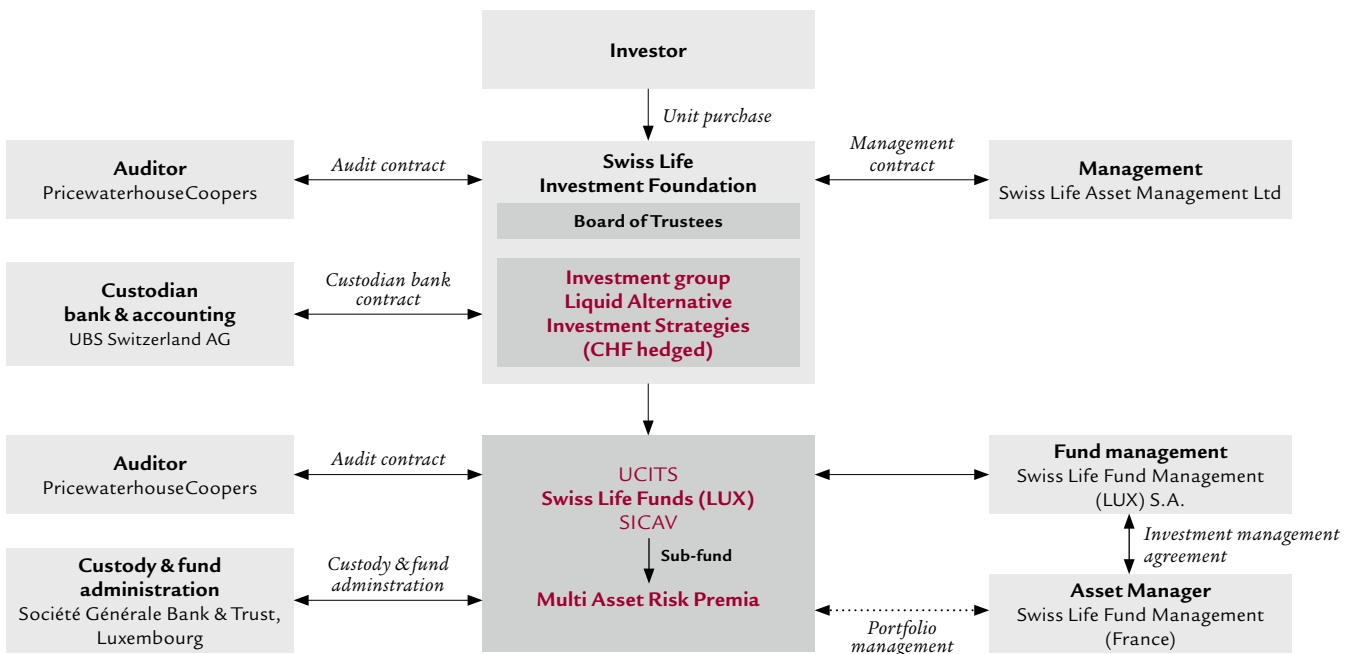 Investor
Unit purchase
Auditor
PricewaterhouseCoopers
Audit contract
Swiss Life
Investment Foundation
Board of Trustees
Management
contract
Management
Swiss Life Asset Management Ltd
Custodian
bank & accounting
UBS Switzerland AG
Custodian bank
contract
Investment group
Liquid Alternative
Investment Strategies
(CHF hedged)
Auditor
PricewaterhouseCoopers
Audit contract
UCITS
Swiss Life Funds (LUX)
SICAV
Sub-fund
Multi Asset Risk Premia
Fund management
Swiss Life Fund Management
(LUX) S.A.
Investment management
agreement
Custody & fund
administration
Société Générale Bank & Trust,
Luxembourg
Custody & fund
adminstration
Portfolio
management
Asset Manager
Swiss Life Fund Management
(France)